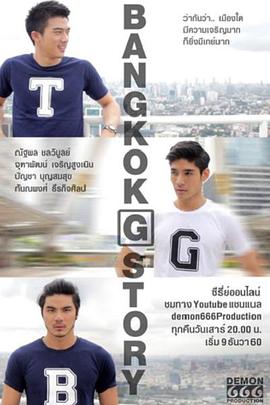 BANGKOK G STORY
ว่ากันว่า.. เมืองใด
มีความเจริญมาก
ก็ยิ่งมีเกย์มาก
T
ณัฐพล ชลวิบูลย์
จุฑาพัฒน์ เจริญสูงเนิน
ปัญชา บุญสมสุข
กันณพงศ์ ธีรกิจศิลป
G
ซีรี่ย์ออนไลน์
ชมทาง Youtube แชนแนล
demon666Production
ทุกคืนวันเสาร์ 20.00 น.
เริ่ม 9 ธันวา 60
B
DEMON
666
PRODUCTION